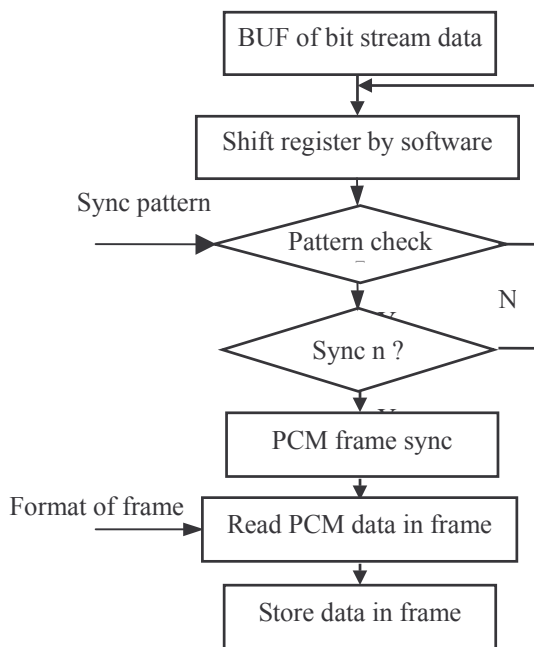 BUF of bit stream data
Shift register by software
Sync pattern
Pattern check
N
Sync n ?
PCM frame sync
Format of frame
Read PCM data in frame
Store data in frame